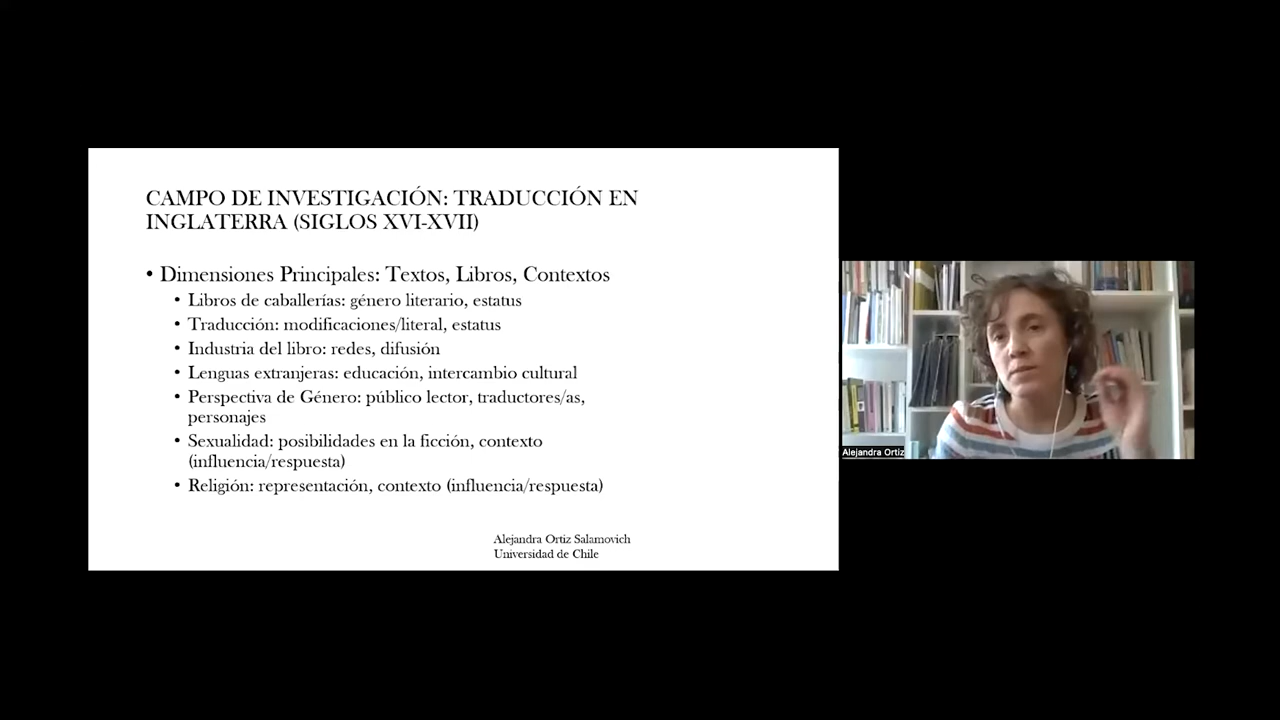 CAMPO DE INVESTIGACIÓN: TRADUCCIÓN EN
INGLATERRA (SIGLOS XVI-XVII)
• Dimensiones Principales: Textos, Libros, Contextos
• Libros de caballerías: género literario, estatus
• Traducción: modificaciones/literal, estatus
• Industria del libro: redes, difusión
• Lenguas extranjeras: educación, intercambio cultural
• Perspectiva de Género: público lector, traductores/as,
personajes
• Sexualidad: posibilidades en la ficción, contexto
(influencia/respuesta)
• Religión: representación, contexto (influencia/respuesta)
Alejandra Ortiz Salamovich
Universidad de Chile
Alejandra Ortiz